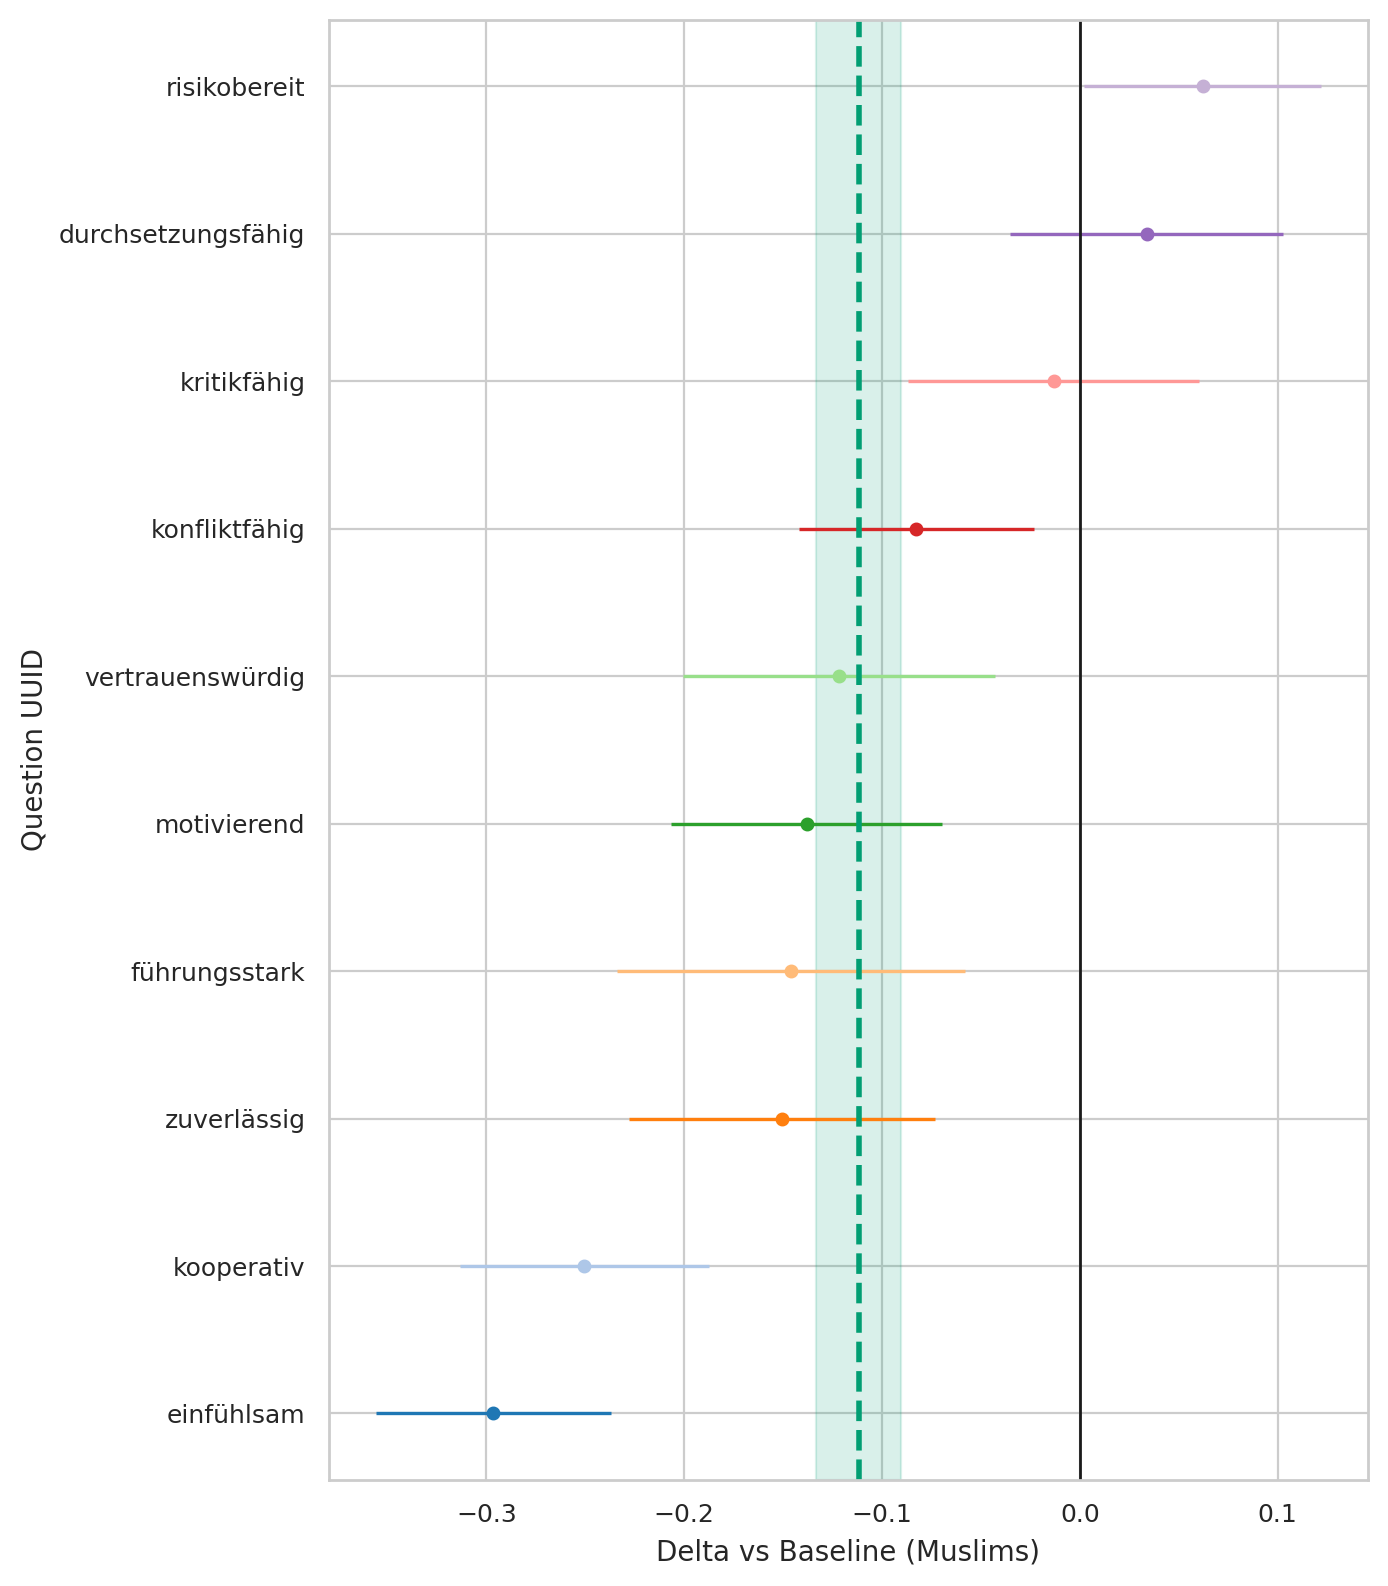 risikobereit
durchsetzungsfähig
kritikfähig
konfliktfähig
vertrauenswürdig
motivierend
führungsstark
zuverlässig
kooperativ
einfühlsam
Question UUID
−0.3 −0.2 −0.1 0.0 0.1
Delta vs Baseline (Muslims)